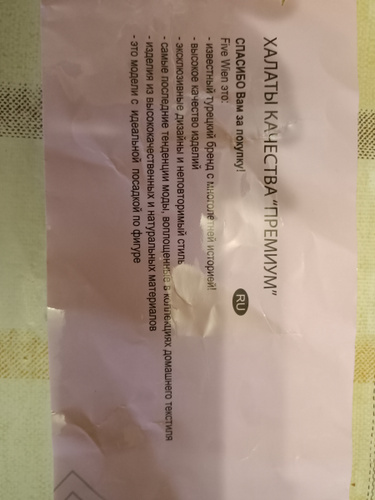 ХАЛАТЫ КАЧЕСТВА "ПРЕМИУМ"
RU
СПАСИБО Вам за покупку!
Five Wien это:
- известный турецкий бренд с многолетней историей!
- высокое качество изделий
- эксклюзивные дизайны и неповторимый стиль
- самые последние тенденции моды, воплощенные в коллекциях домашнего текстиля
- изделия из высококачественных и натуральных материалов
- это модели с идеальной посадкой по фигуре